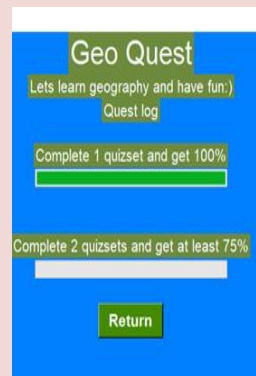 Geo Quest
Lets learn geography and have fun:)
Quest log
Complete 1 quizset and get 100%
Complete 2 quizsets and get at least 75%
Return